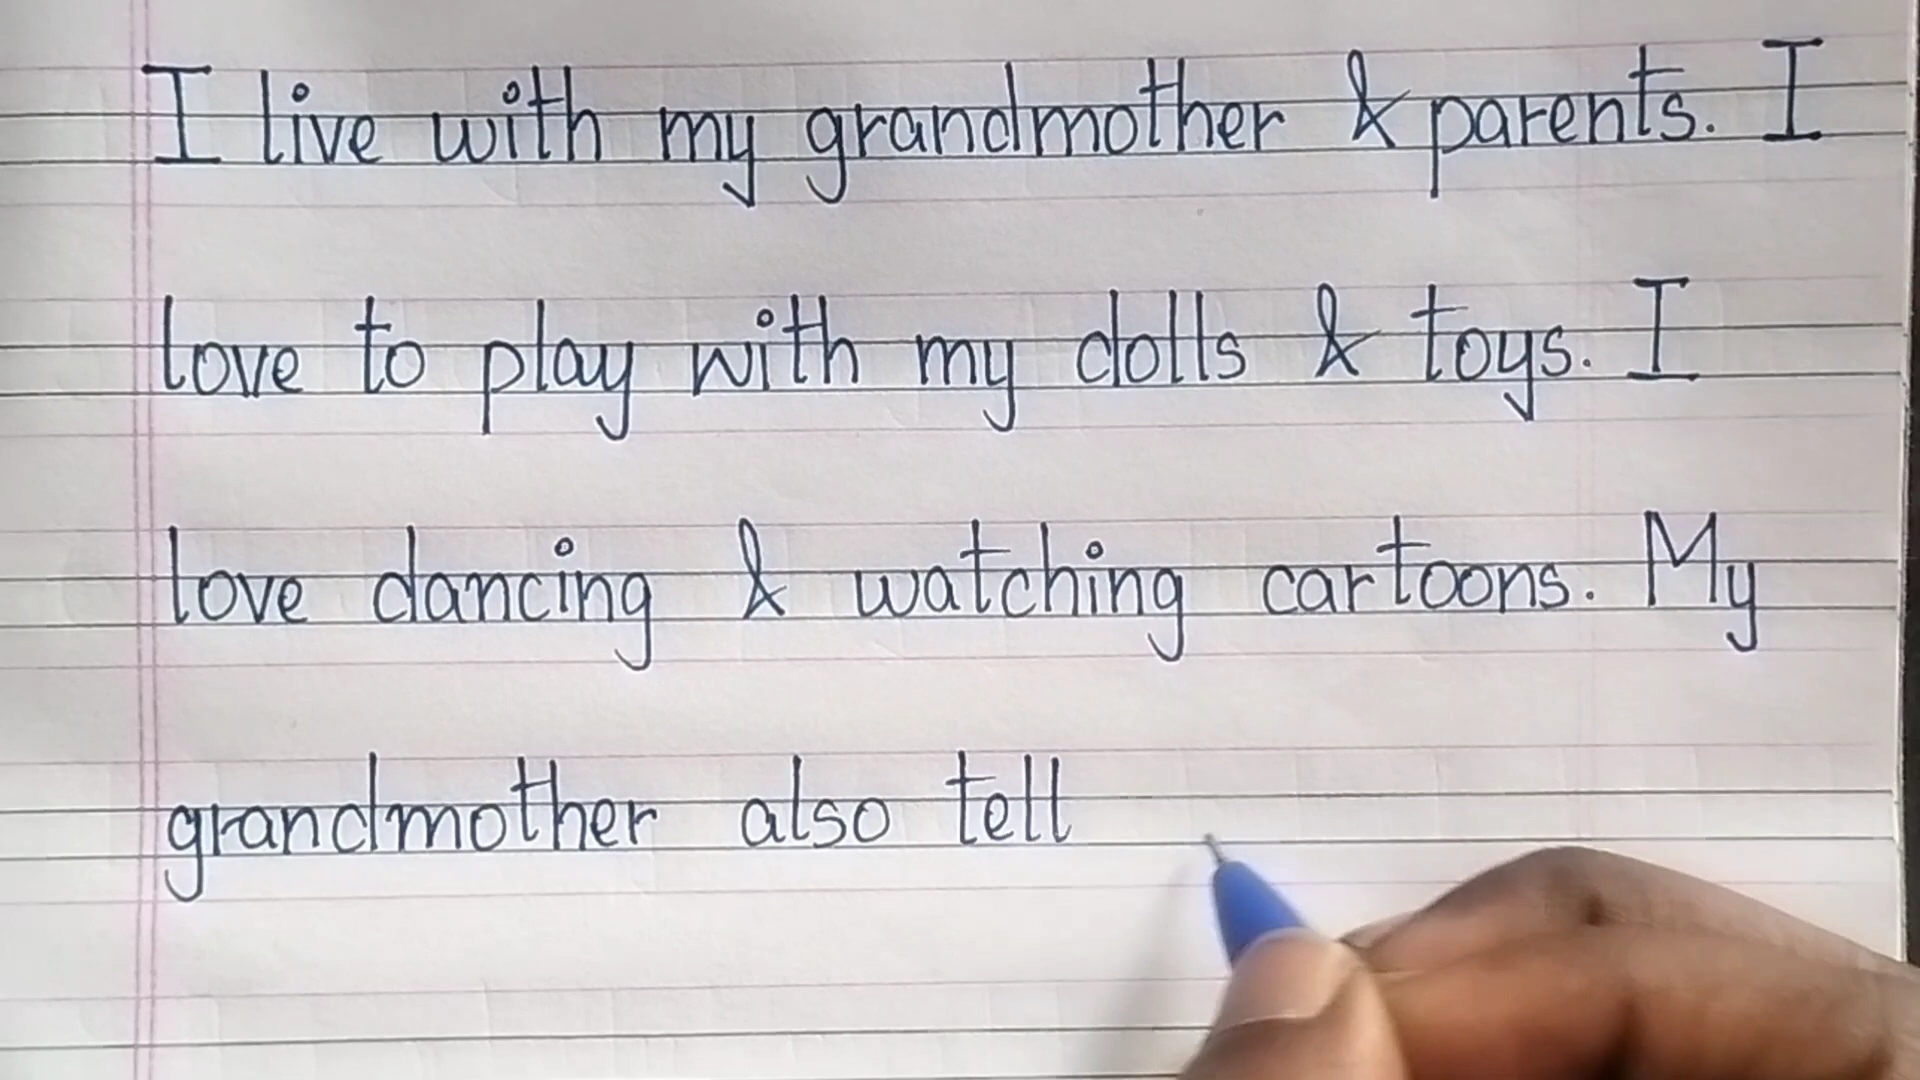 I live with my grandmother & parents. I
love to play with my dolls & toys. I
love dancing & watching cartoons. My
grandmother also tell